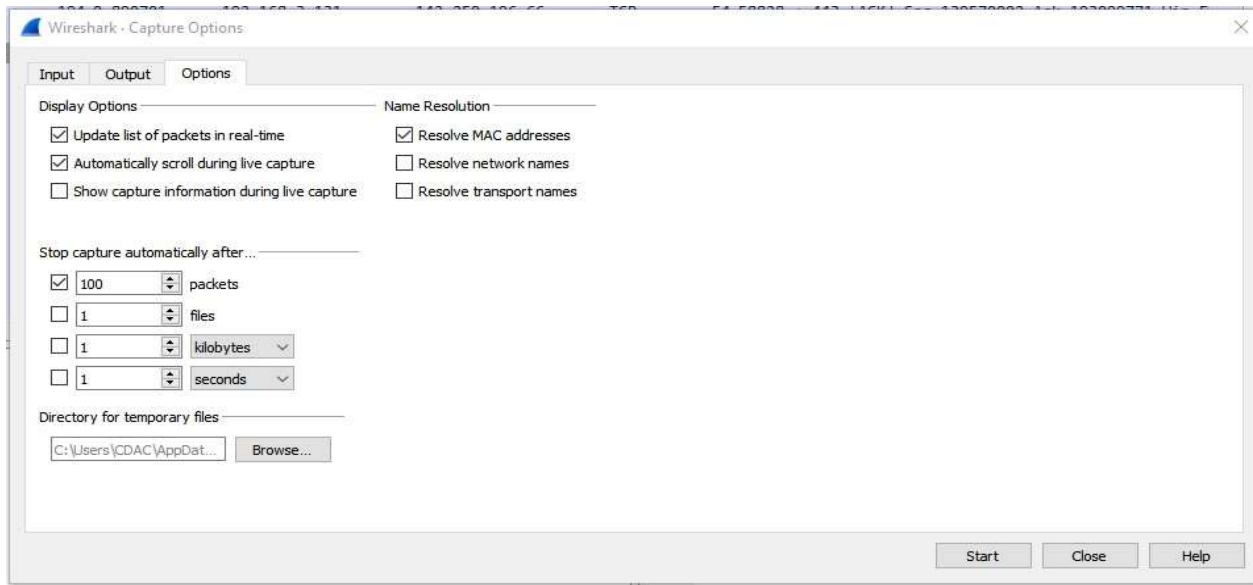 Wireshark · Capture Options
Input Output Options
Display Options
Update list of packets in real-time
Automatically scroll during live capture
Show capture information during live capture
Name Resolution
Resolve MAC addresses
Resolve network names
Resolve transport names
Stop capture automatically after...
100 packets
1 files
1 kilobytes
1 seconds
Directory for temporary files
C:\Users\CDAC\AppDat... Browse...
Start Close Help